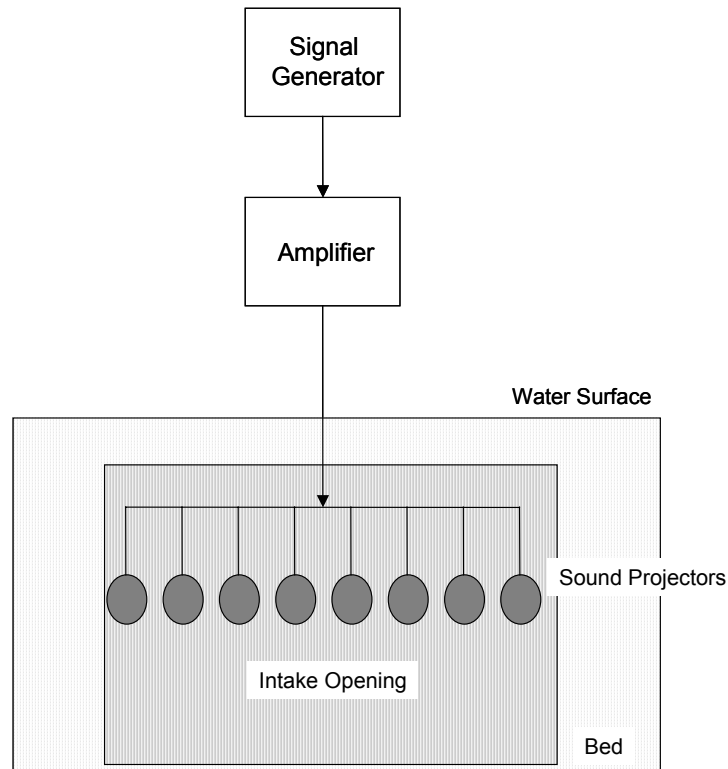 Signal
Generator
Amplifier
Water Surface
Sound Projectors
Intake Opening
Bed